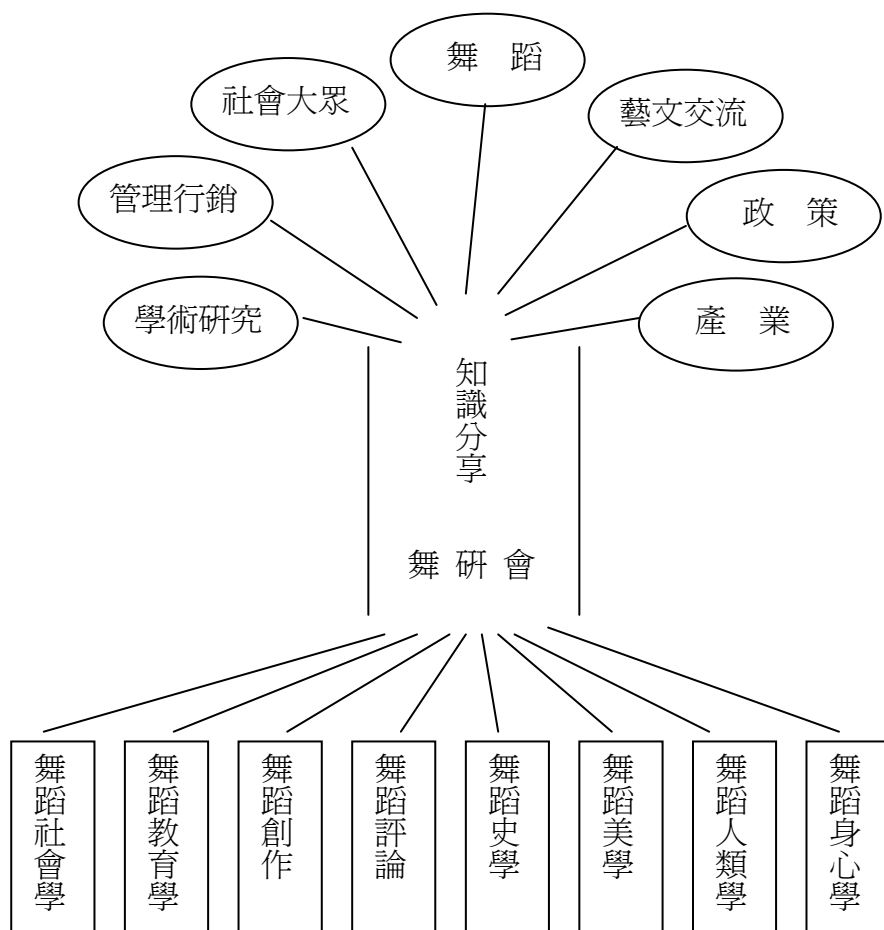 舞　蹈
社會大眾
藝文交流
管理行銷
政　策
學術研究
產　業
知識分享
舞 研 會
舞蹈社會學
舞蹈教育學
舞蹈創作
舞蹈評論
舞蹈史學
舞蹈美學
舞蹈人類學
舞蹈身心學